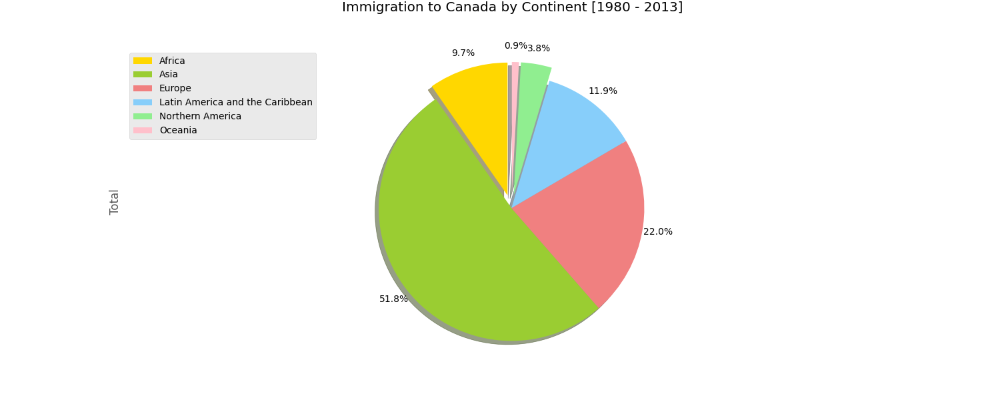 Immigration to Canada by Continent [1980 - 2013]
Africa
Asia
Europe
Latin America and the Caribbean
Northern America
Oceania
Total
9.7%
0.9%
3.8%
11.9%
22.0%
51.8%